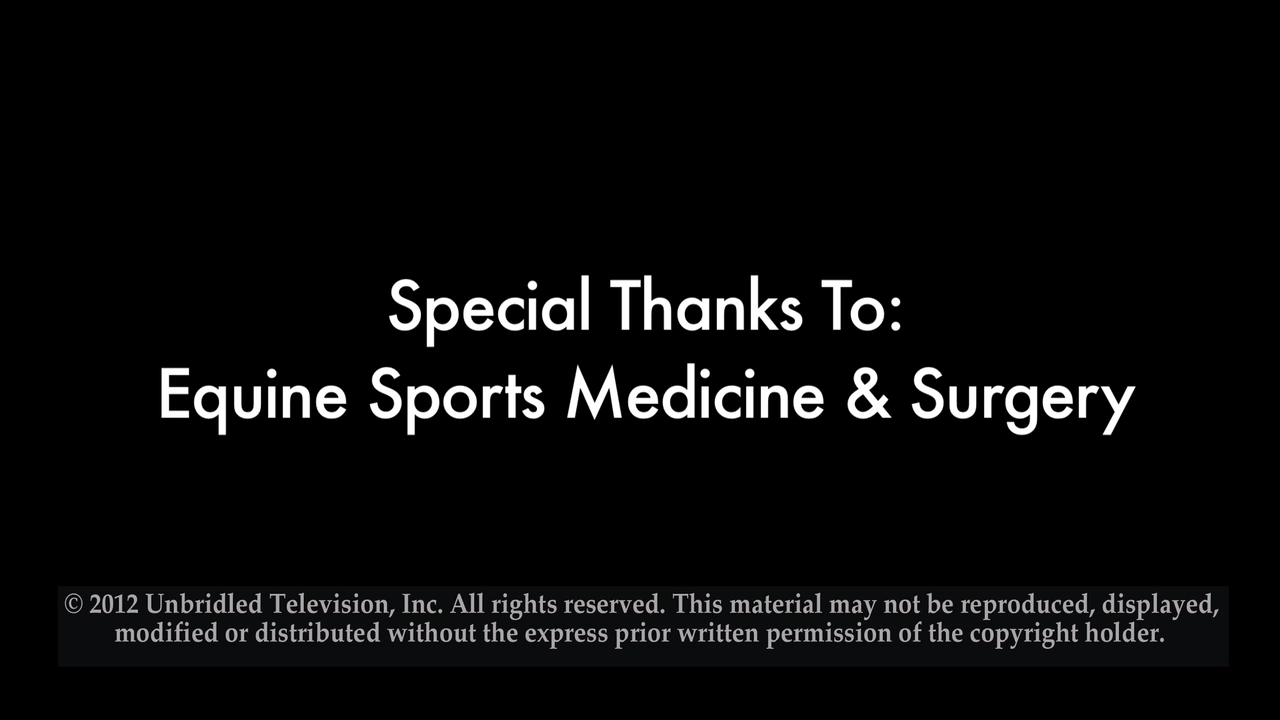 Special Thanks To:
Equine Sports Medicine & Surgery
© 2012 Unbridled Television, Inc. All rights reserved. This material may not be reproduced, displayed,
modified or distributed without the express prior written permission of the copyright holder.